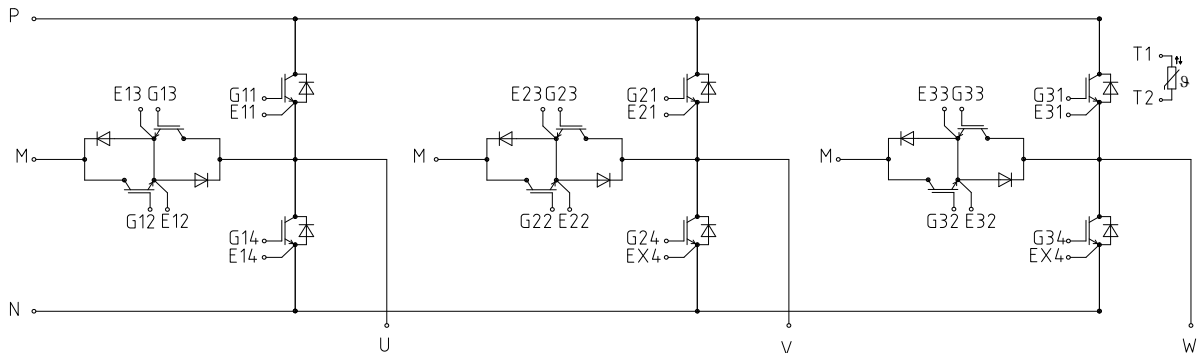 P
T1
T2
ϑ
E13 G13
G11
E11
E23 G23
G21
E21
E33 G33
G31
E31
M
M
M
G12 E12
G14
E14
G22 E22
G24
EX4
G32 E32
G34
EX4
N
U
V
W